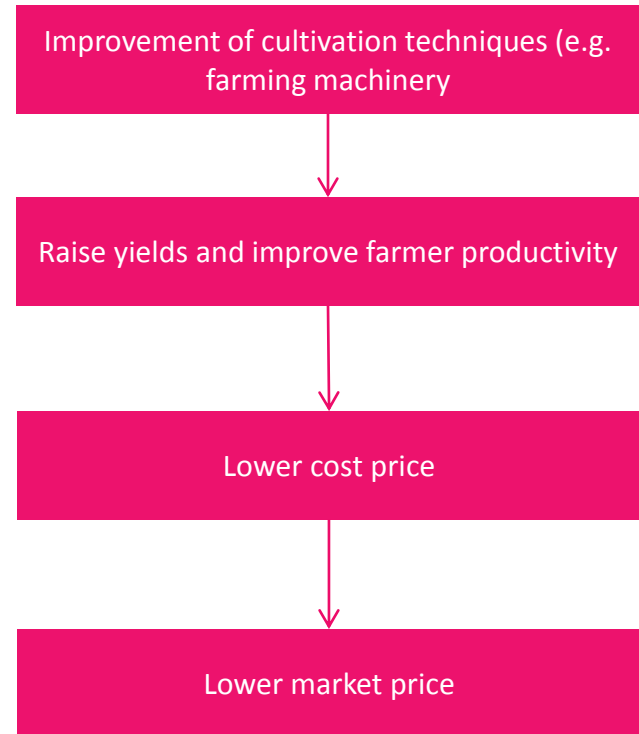 Improvement of cultivation techniques (e.g.
farming machinery
Raise yields and improve farmer productivity
Lower cost price
Lower market price